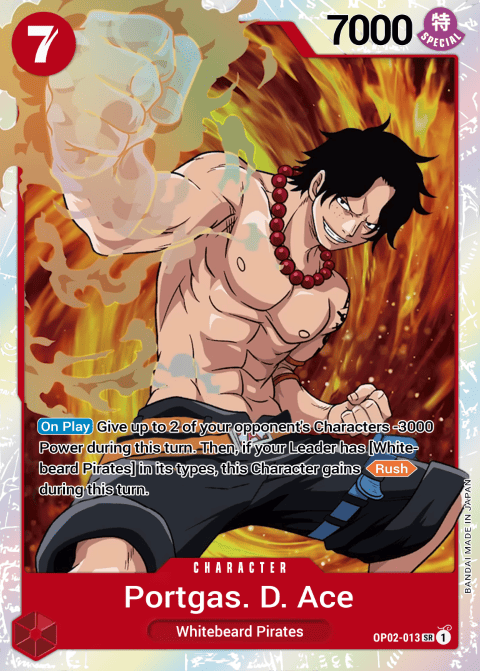 7
7000
特
SPECIAL
On Play Give up to 2 of your opponent's Characters -3000
Power during this turn. Then, if your Leader has [White-
beard Pirates] in its types, this Character gains Rush
during this turn.
BANDAI MADE IN JAPAN
CHARACTER
Portgas. D. Ace
Whitebeard Pirates
OP02-013 SR 1